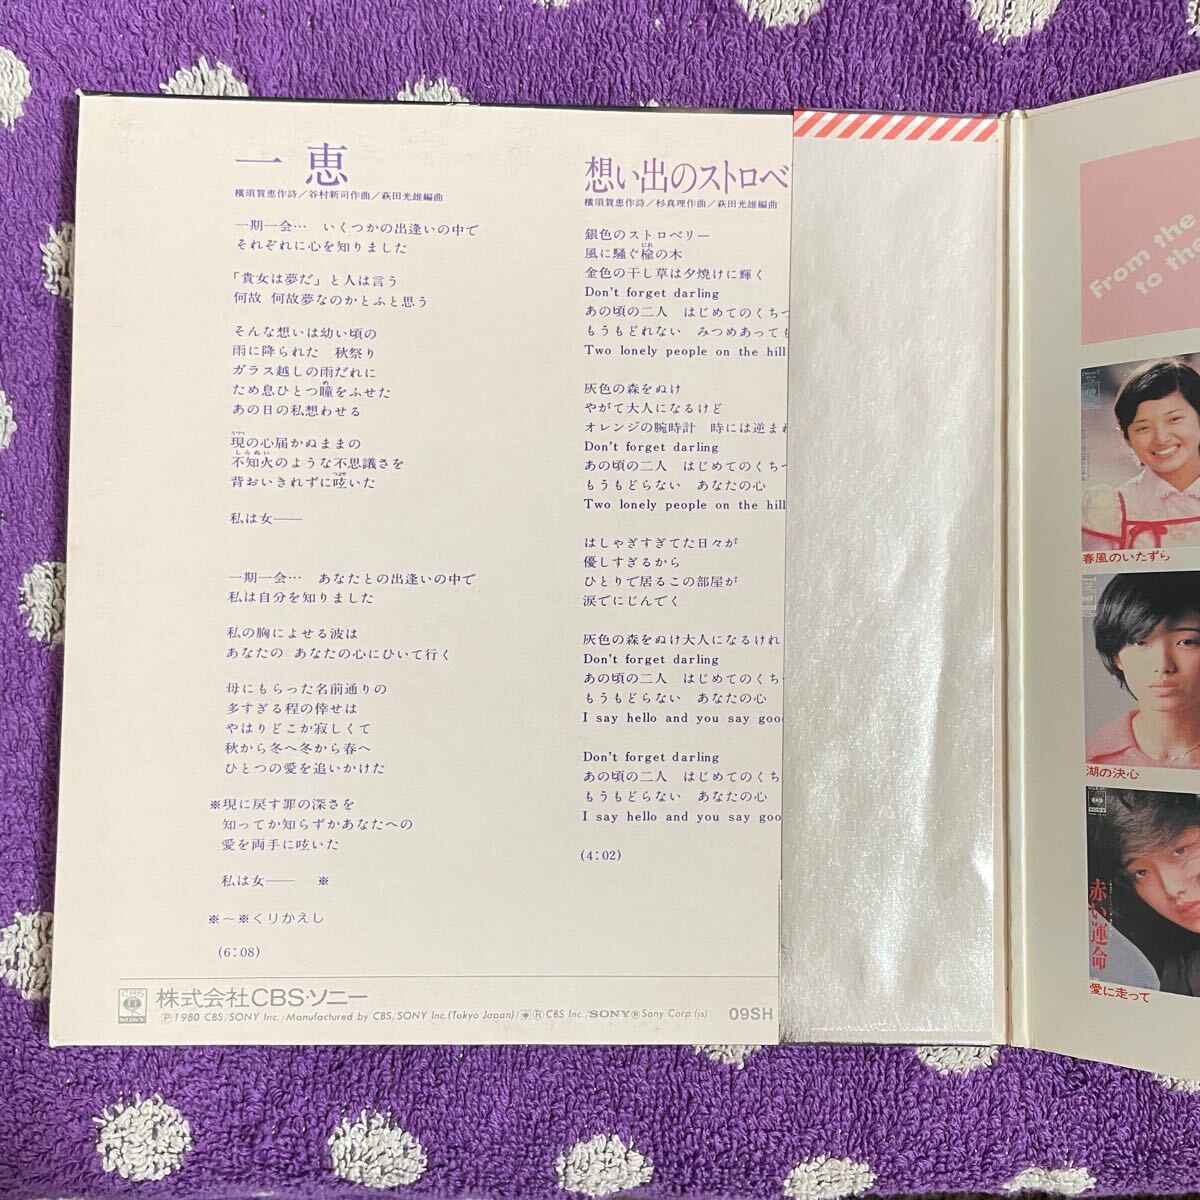 一恵
横須賀恵作詩/谷村新司作曲/萩田光雄編曲
一期一会… いくつかの出逢いの中で
それぞれに心を知りました
「貴女は夢だ」と人は言う
何故 何故夢なのかとふと思う
そんな想いは幼い頃の
雨に降られた 秋祭り
ガラス越しの雨だれに
ため息ひとつ瞳をふせた
あの日の私想わせる
現の心届かぬままの
不知火のような不思議さを
背おいきれずに呟いた
私は女――
一期一会… あなたとの出逢いの中で
私は自分を知りました
私の胸によせる波は
あなたの あなたの心にひいて行く
母にもらった名前通りの
多すぎる程の倖せは
やはりどこか寂しくて
秋から冬へ冬から春へ
ひとつの愛を追いかけた
※現に戻す罪の深さを
知ってか知らずかあなたへの
愛を両手に呟いた
私は女―― ※
※～※くりかえし
(6:08)
想い出のストロベ
横須賀恵作詩/杉真理作曲/萩田光雄編曲
銀色のストロベリー
風に騒ぐ楡の木
金色の干し草は夕焼けに輝く
Don't forget darling
あの頃の二人 はじめてのくちづ
もうもどれない みつめあっても
Two lonely people on the hill
灰色の森をぬけ
やがて大人になるけど
オレンジの腕時計 時には逆まわ
Don't forget darling
あの頃の二人 はじめてのくちづ
もうもどらない あなたの心
Two lonely people on the hill
はしゃぎすぎてた日々が
優しすぎるから
ひとりで居るこの部屋が
涙でにじんでく
灰色の森をぬけ大人になるけれ
Don't forget darling
あの頃の二人 はじめてのくちづ
もうもどらない あなたの心
I say hello and you say goo
Don't forget darling
あの頃の二人 はじめてのくち
もうもどらない あなたの心
I say hello and you say goo
(4:02)
CBS SONY 株式会社CBS・ソニー
Ⓟ1980 CBS/SONY Inc./Manufactured by CBS/SONY Inc.(Tokyo Japan)/Ⓡ CBS Inc./SONYⓇSony Corp.(js) 09SH
From the
to the
春風のいたずら
湖の決心
SONY
赤い運命
愛に走って